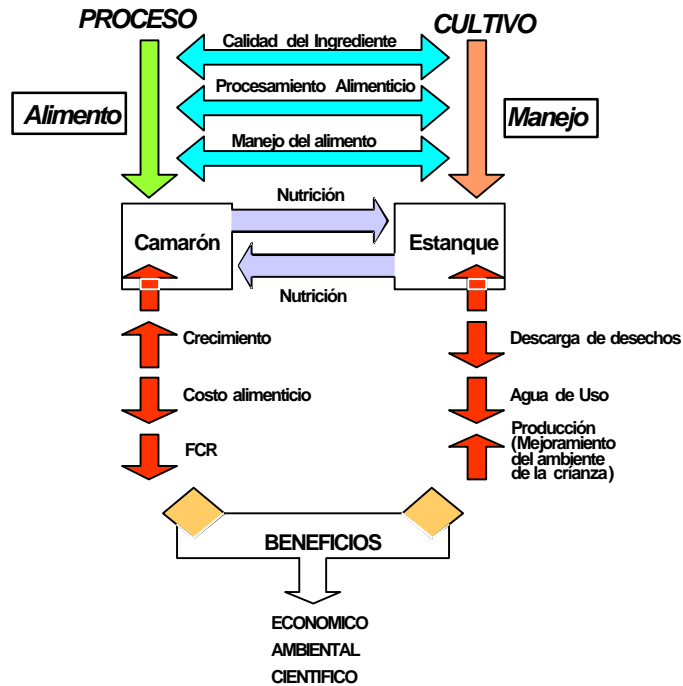 PROCESO
CULTIVO
Calidad del Ingrediente
Procesamiento Alimenticio
Alimento
Manejo
Manejo del alimento
Nutrición
Camarón
Estanque
Nutrición
Crecimiento
Descarga de desechos
Costo alimenticio
Agua de Uso
FCR
Producción
(Mejoramiento
del ambiente
de la crianza)
BENEFICIOS
ECONOMICO
AMBIENTAL
CIENTIFICO